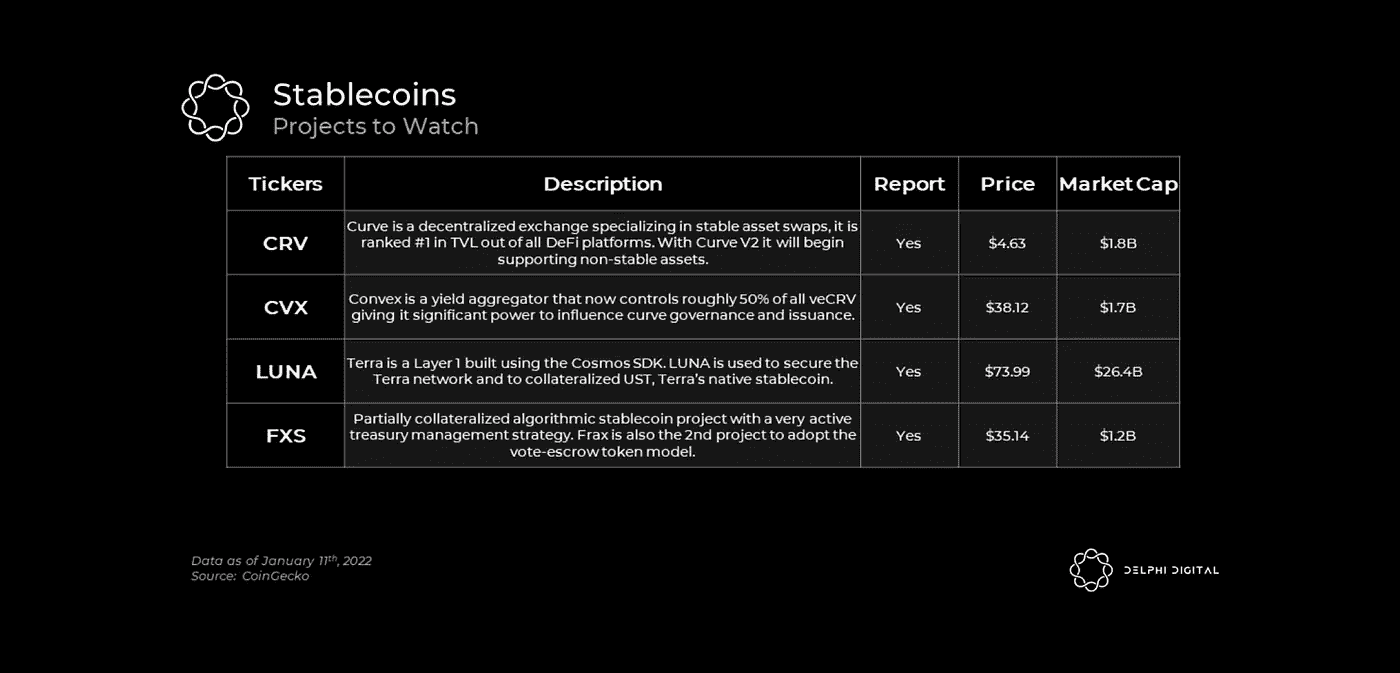 Stablecoins
Projects to Watch
Tickers Description Report Price Market Cap
CRV
Curve is a decentralized exchange specializing in stable asset swaps, it is
ranked #1 in TVL out of all DeFi platforms. With Curve V2 it will begin
supporting non-stable assets.
Yes $4.63 $1.8B
CVX
Convex is a yield aggregator that now controls roughly 50% of all veCRV
giving it significant power to influence curve governance and issuance.
Yes $38.12 $1.7B
LUNA
Terra is a Layer 1 built using the Cosmos SDK. LUNA is used to secure the
Terra network and to collateralized UST, Terra's native stablecoin.
Yes $73.99 $26.4B
FXS
Partially collateralized algorithmic stablecoin project with a very active
treasury management strategy. Frax is also the 2nd project to adopt the
vote-escrow token model.
Yes $35.14 $1.2B
Data as of January 11th, 2022
Source: CoinGecko
DELPHI DIGITAL